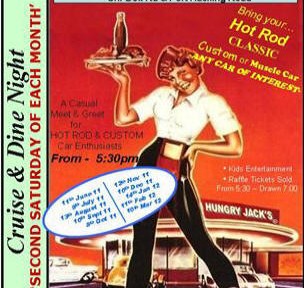 Bring your...
Hot Rod
CLASSIC
Custom or Muscle Car
ANY CAR OF INTEREST
Cruise & Dine Night
'SECOND SATURDAY OF EACH MONTH'
A Casual
Meet & Greet
for
HOT ROD & CUSTOM
Car Enthusiasts
From - 5:30pm
11th June 11
9th July 11
13th August 11
10th Sept 11
12th Nov 11
10th Dec 11
14th Jan 12
11th Feb 12
10th Mar 12
• Kids Entertainment
• Raffle Tickets Sold
From 5:30 – Drawn 7.00
HUNGRY JACK'S